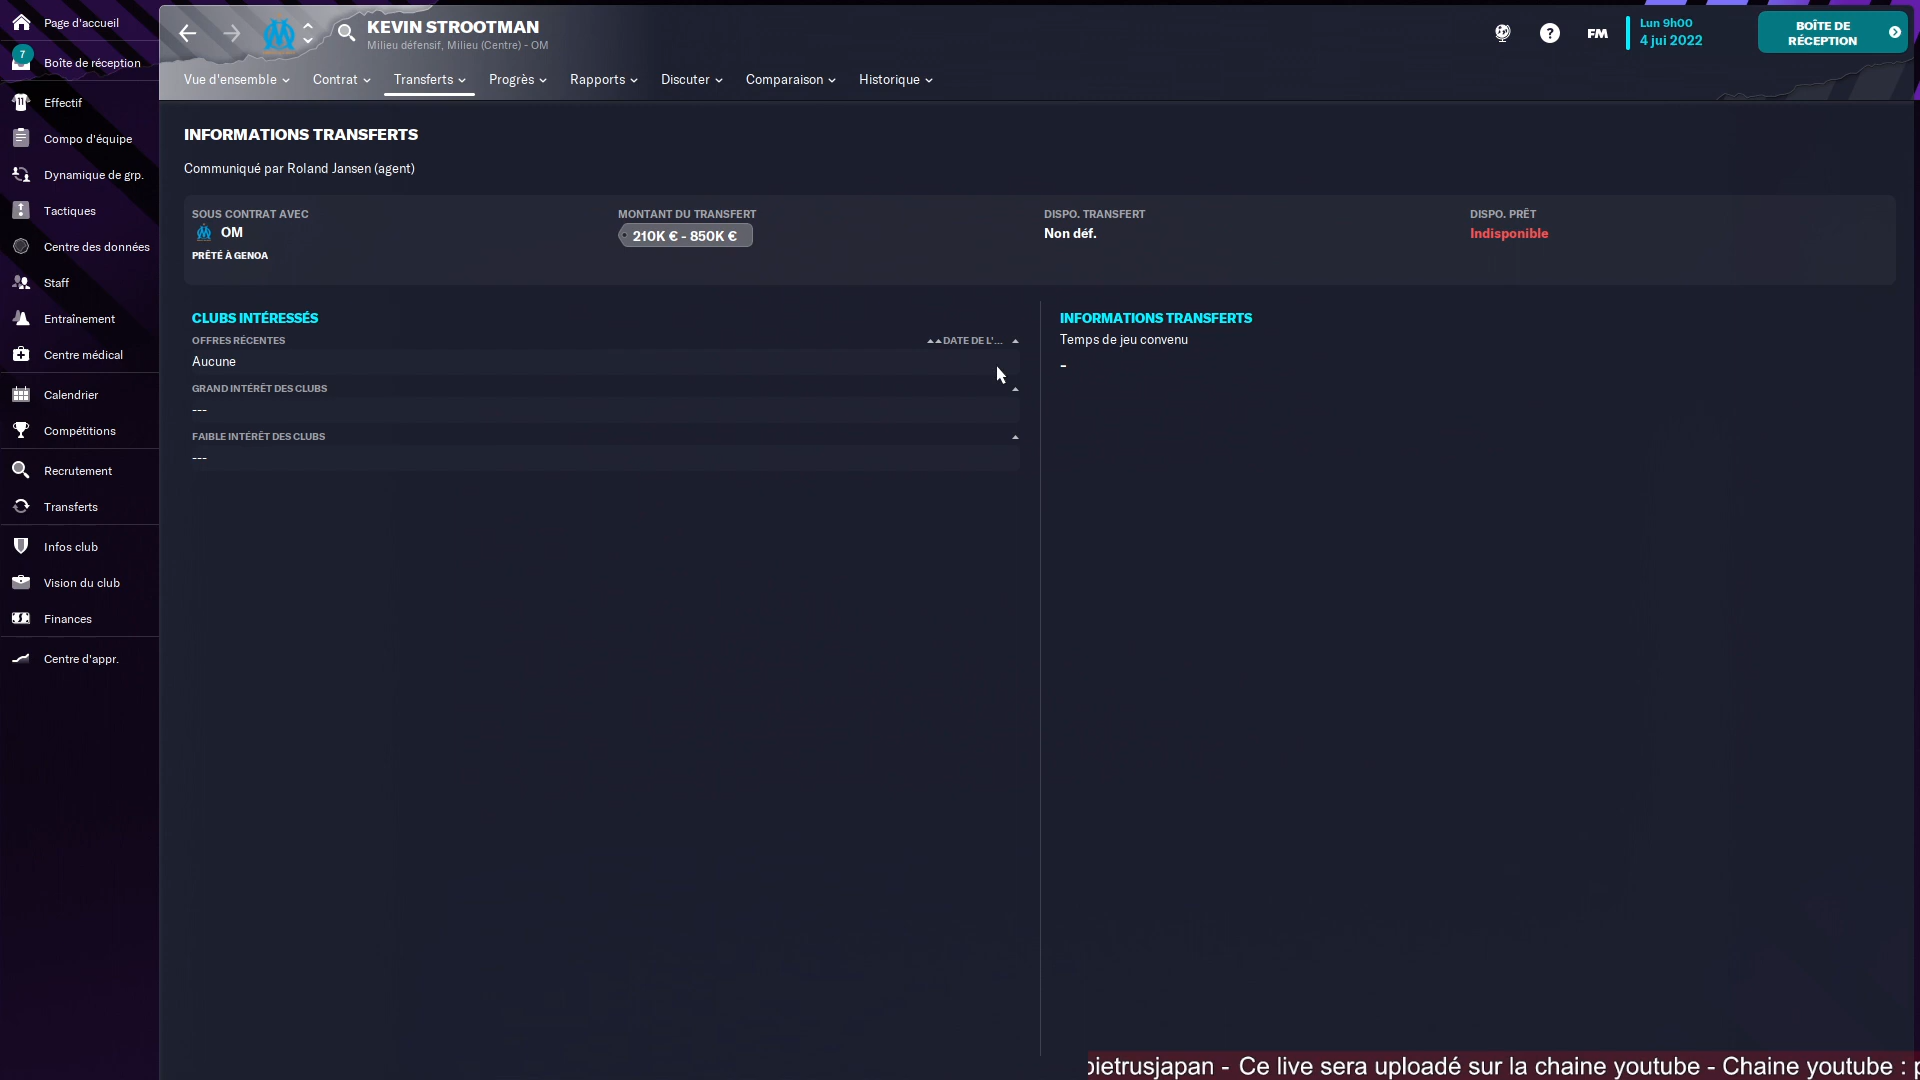 Page d'accueil
7
Boîte de réception
Effectif
Compo d'équipe
Dynamique de grp.
Tactiques
Centre des données
Staff
Entraînement
Centre médical
Calendrier
Compétitions
Recrutement
Transferts
Infos club
Vision du club
Finances
Centre d'appr.
KEVIN STROOTMAN
Milieu défensif, Milieu (Centre) - OM
?
FM
Lun 9h00
4 jui 2022
BOÎTE DE
RÉCEPTION
Vue d'ensemble
Contrat
Transferts
Progrès
Rapports
Discuter
Comparaison
Historique
INFORMATIONS TRANSFERTS
Communiqué par Roland Jansen (agent)
SOUS CONTRAT AVEC
OM
PRÊTÉ À GENOA
MONTANT DU TRANSFERT
210K € - 850K €
DISPO. TRANSFERT
Non déf.
DISPO. PRÊT
Indisponible
CLUBS INTÉRESSÉS
OFFRES RÉCENTES
DATE DE L'...
Aucune
GRAND INTÉRÊT DES CLUBS
---
FAIBLE INTÉRÊT DES CLUBS
---
INFORMATIONS TRANSFERTS
Temps de jeu convenu
-
pietrusjapan - Ce live sera uploadé sur la chaine youtube - Chaine youtube : p